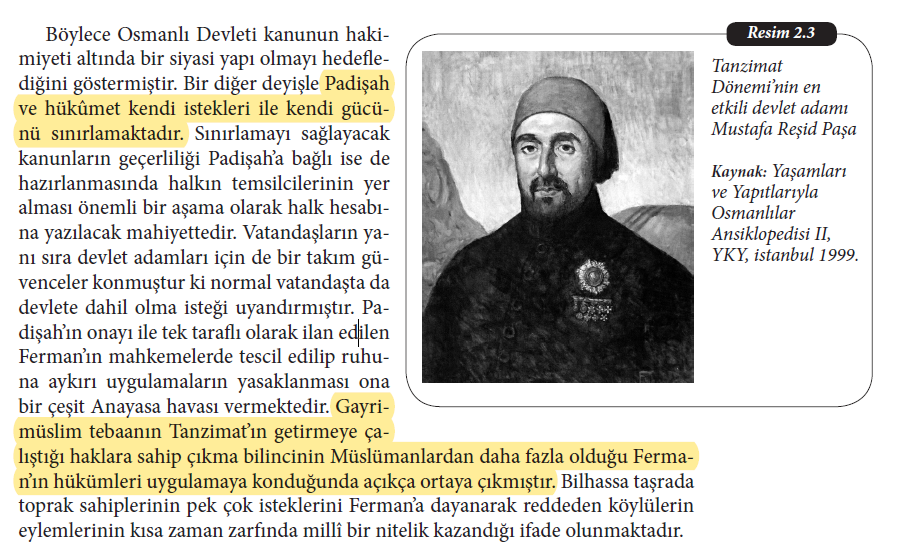 Böylece Osmanlı Devleti kanunun haki-
miyeti altında bir siyasi yapı olmayı hedefle-
diğini göstermiştir. Bir diğer deyişle Padişah
ve hükûmet kendi istekleri ile kendi gücü-
nü sınırlamaktadır. Sınırlamayı sağlayacak
kanunların geçerliliği Padişah’a bağlı ise de
hazırlanmasında halkın temsilcilerinin yer
alması önemli bir aşama olarak halk hesabı-
na yazılacak mahiyettedir. Vatandaşların ya-
nı sıra devlet adamları için de bir takım gü-
venceler konmuştur ki normal vatandaşta da
devlete dahil olma isteği uyandırmıştır. Pa-
dişah’ın onayı ile tek taraflı olarak ilan edilen
Ferman’ın mahkemelerde tescil edilip ruhu-
na aykırı uygulamaların yasaklanması ona
bir çeşit Anayasa havası vermektedir. Gayri-
müslim tebaanın Tanzimat’ın getirmeye ça-
lıştığı haklara sahip çıkma bilincinin Müslümanlardan daha fazla olduğu Ferma-
n’ın hükümleri uygulamaya konduğunda açıkça ortaya çıkmıştır. Bilhassa taşrada
toprak sahiplerinin pek çok isteklerini Ferman’a dayanarak reddeden köylülerin
eylemlerinin kısa zaman zarfında millî bir nitelik kazandığı ifade olunmaktadır.
Resim 2.3
Tanzimat
Dönemi’nin en
etkili devlet adamı
Mustafa Reşid Paşa
Kaynak: Yaşamları
ve Yapıtlarıyla
Osmanlılar
Ansiklopedisi II,
YKY, istanbul 1999.